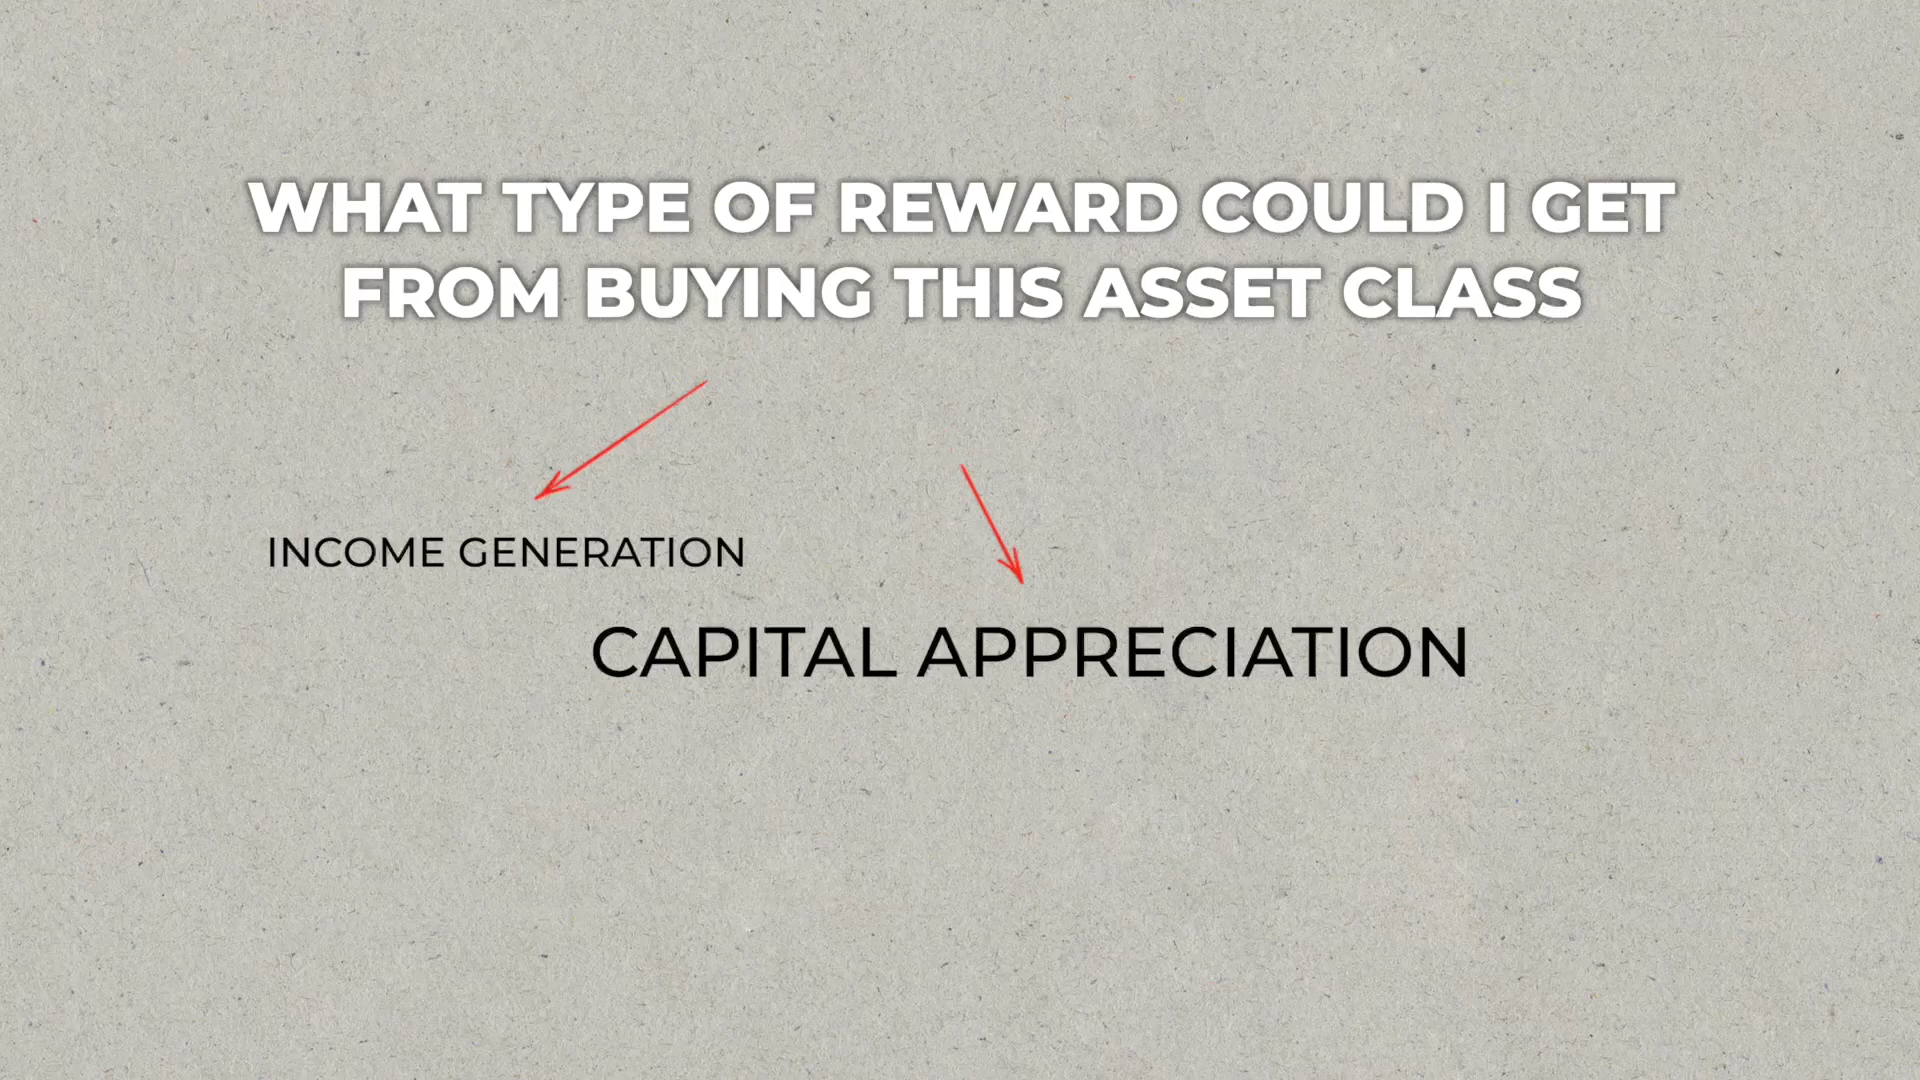 WHAT TYPE OF REWARD COULD I GET
FROM BUYING THIS ASSET CLASS
INCOME GENERATION
CAPITAL APPRECIATION